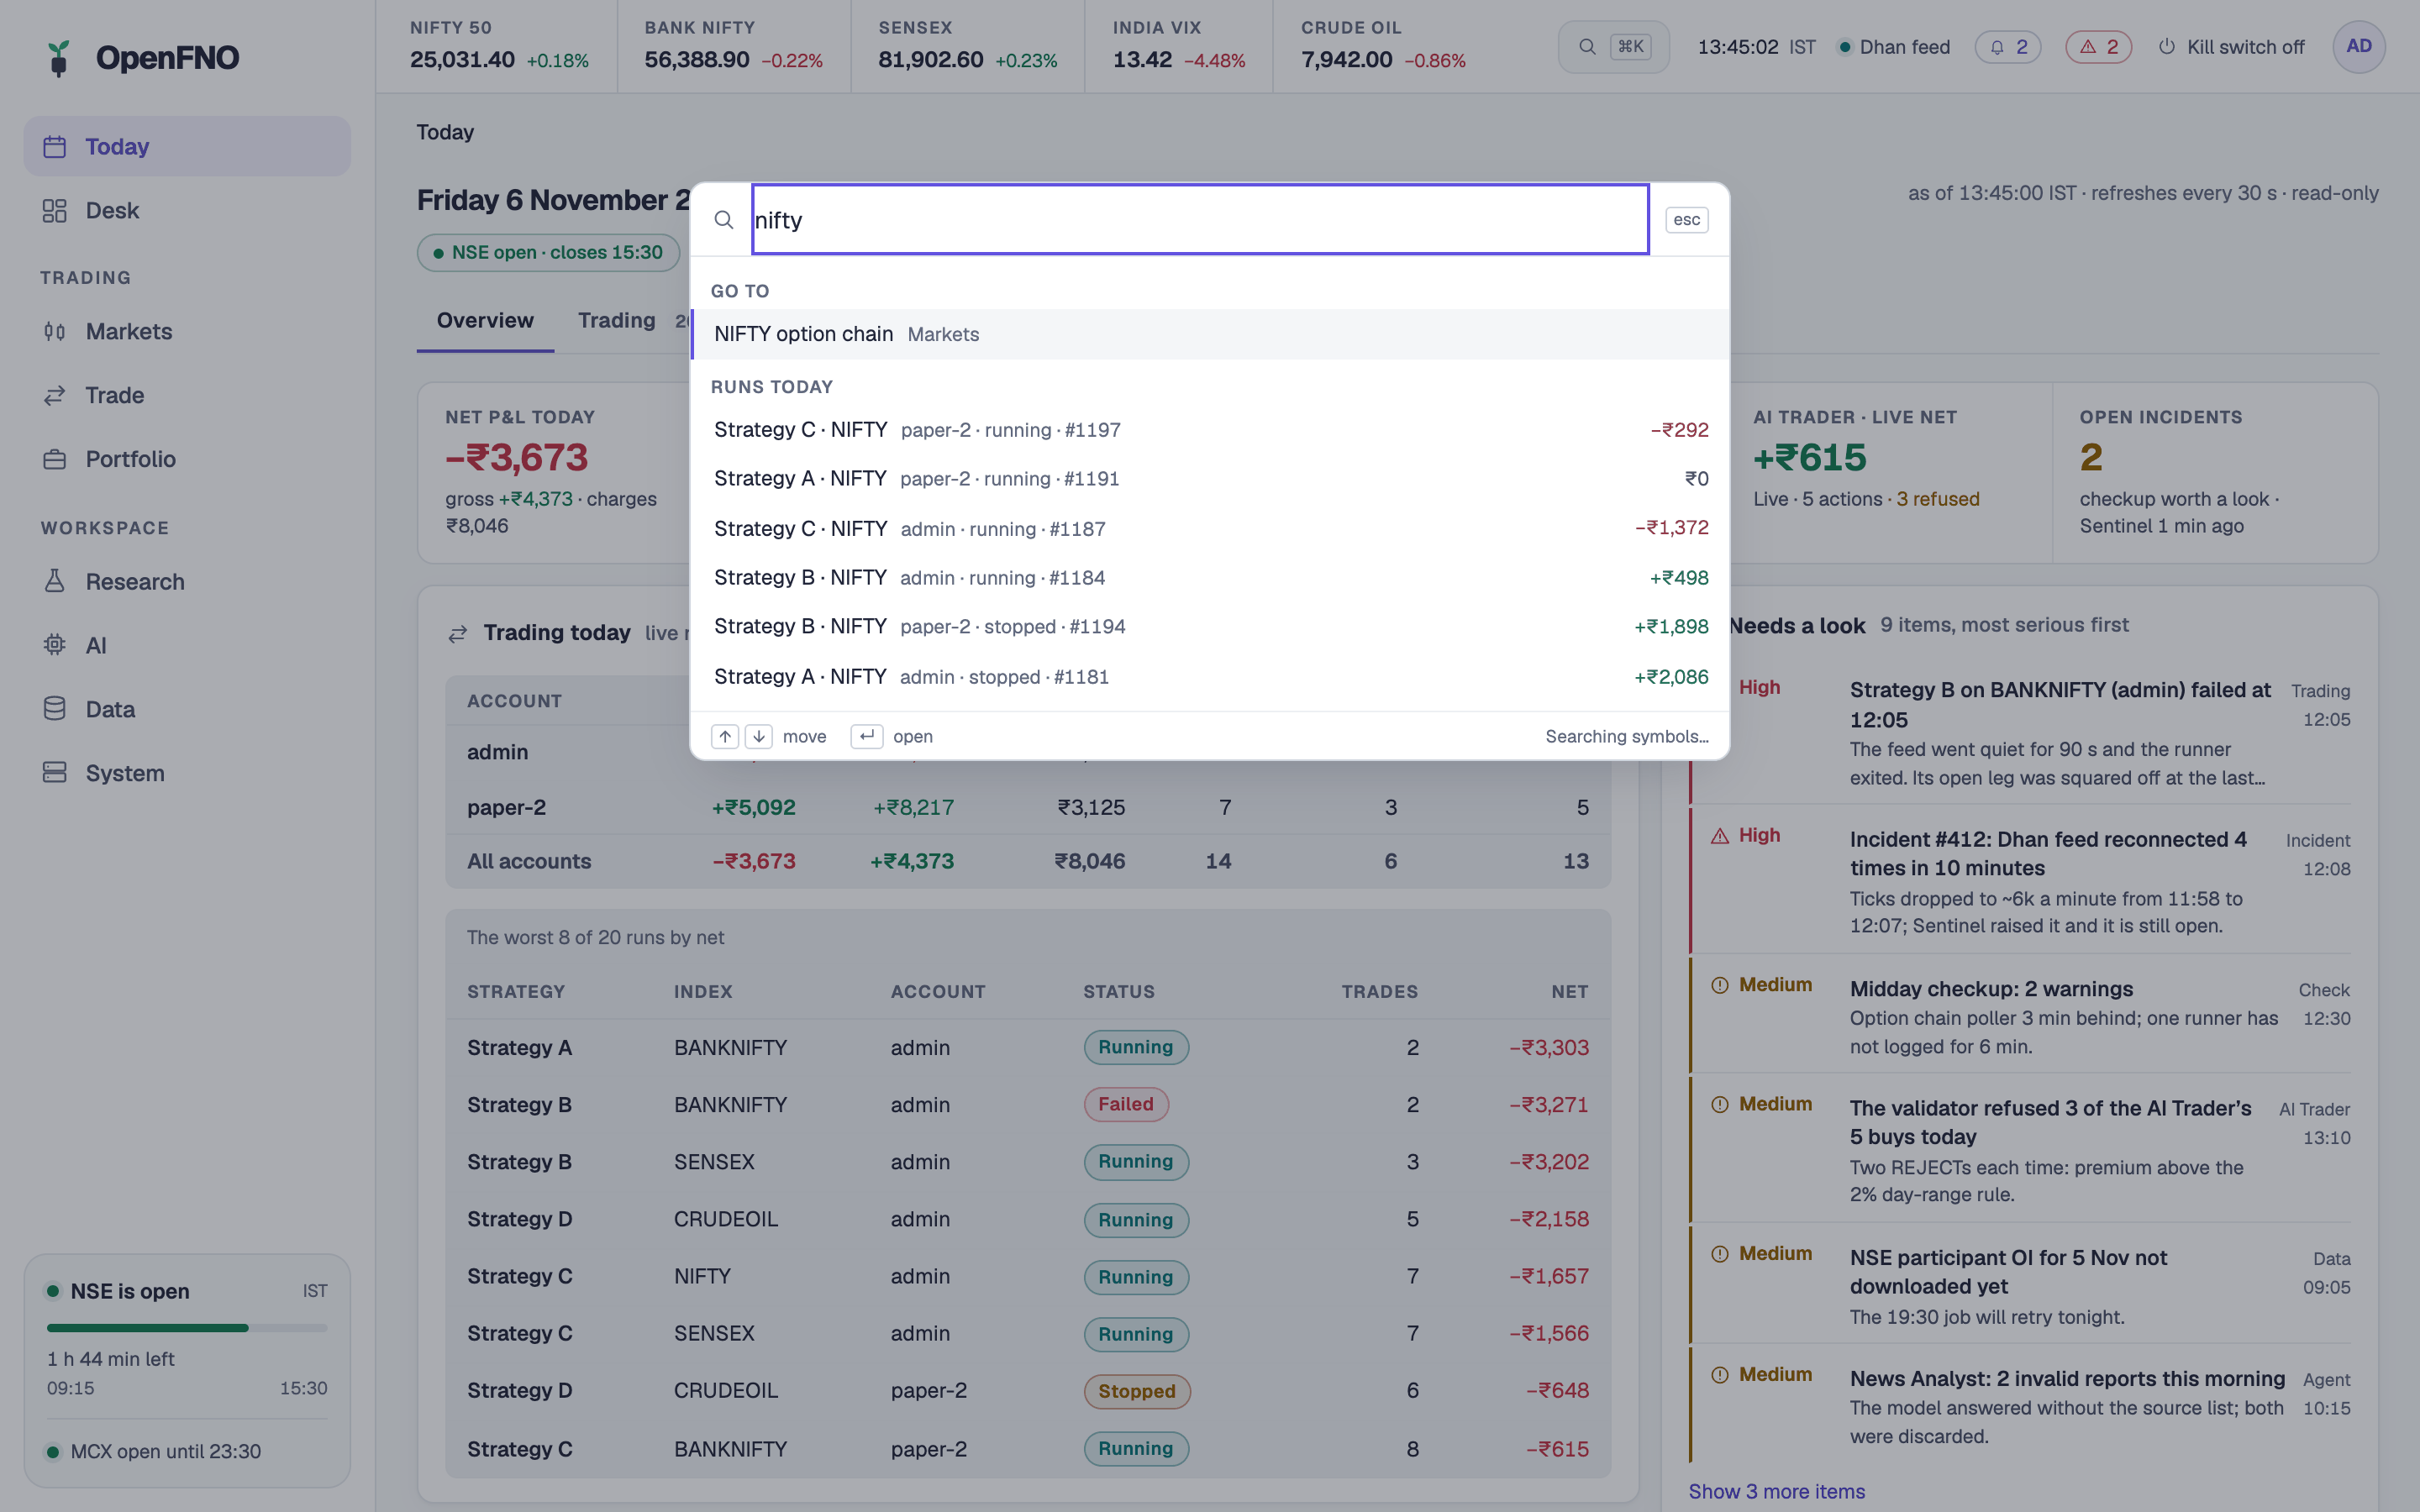 OpenFNO
Today
Desk
TRADING
Markets
Trade
Portfolio
WORKSPACE
Research
AI
Data
System
NSE is open IST
1 h 44 min left
09:15 15:30
MCX open until 23:30
NIFTY 50
25,031.40 +0.18%
BANK NIFTY
56,388.90 −0.22%
SENSEX
81,902.60 +0.23%
INDIA VIX
13.42 −4.48%
CRUDE OIL
7,942.00 −0.86%
⌘K
13:45:02 IST
Dhan feed
2
2
Kill switch off
AD
Today
Friday 6 November
as of 13:45:00 IST · refreshes every 30 s · read-only
NSE open · closes 15:30
Overview Trading
nifty
esc
GO TO
NIFTY option chain Markets
RUNS TODAY
Strategy C · NIFTY paper-2 · running · #1197 −₹292
Strategy A · NIFTY paper-2 · running · #1191 ₹0
Strategy C · NIFTY admin · running · #1187 −₹1,372
Strategy B · NIFTY admin · running · #1184 +₹498
Strategy B · NIFTY paper-2 · stopped · #1194 +₹1,898
Strategy A · NIFTY admin · stopped · #1181 +₹2,086
↑ ↓ move ↵ open Searching symbols…
NET P&L TODAY
−₹3,673
gross +₹4,373 · charges
₹8,046
AI TRADER · LIVE NET
+₹615
Live · 5 actions · 3 refused
OPEN INCIDENTS
2
checkup worth a look ·
Sentinel 1 min ago
Trading today live
ACCOUNT
admin
paper-2 +₹5,092 +₹8,217 ₹3,125 7 3 5
All accounts −₹3,673 +₹4,373 ₹8,046 14 6 13
The worst 8 of 20 runs by net
STRATEGY INDEX ACCOUNT STATUS TRADES NET
Strategy A BANKNIFTY admin Running 2 −₹3,303
Strategy B BANKNIFTY admin Failed 2 −₹3,271
Strategy B SENSEX admin Running 3 −₹3,202
Strategy D CRUDEOIL admin Running 5 −₹2,158
Strategy C NIFTY admin Running 7 −₹1,657
Strategy C SENSEX admin Running 7 −₹1,566
Strategy D CRUDEOIL paper-2 Stopped 6 −₹648
Strategy C BANKNIFTY paper-2 Running 8 −₹615
Needs a look 9 items, most serious first
High
Strategy B on BANKNIFTY (admin) failed at Trading
12:05 12:05
The feed went quiet for 90 s and the runner
exited. Its open leg was squared off at the last…
High
Incident #412: Dhan feed reconnected 4 Incident
times in 10 minutes 12:08
Ticks dropped to ~6k a minute from 11:58 to
12:07; Sentinel raised it and it is still open.
Medium
Midday checkup: 2 warnings Check
Option chain poller 3 min behind; one runner has 12:30
not logged for 6 min.
Medium
The validator refused 3 of the AI Trader’s AI Trader
5 buys today 13:10
Two REJECTs each time: premium above the
2% day-range rule.
Medium
NSE participant OI for 5 Nov not Data
downloaded yet 09:05
The 19:30 job will retry tonight.
Medium
News Analyst: 2 invalid reports this morning Agent
The model answered without the source list; both 10:15
were discarded.
Show 3 more items